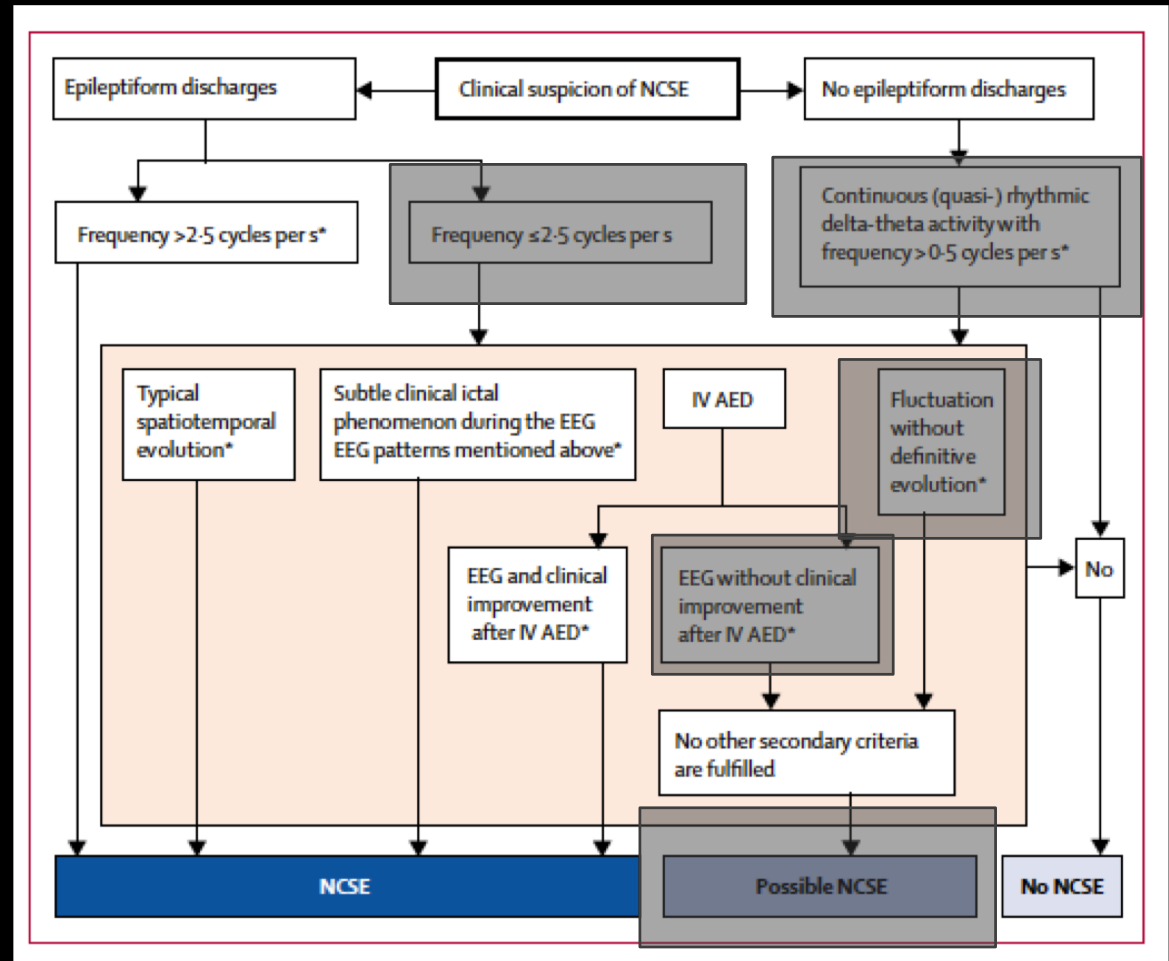 Epileptiform discharges
Clinical suspicion of NCSE
No epileptiform discharges
Frequency >2·5 cycles per s*
Frequency ≤2·5 cycles per s
Continuous (quasi-) rhythmic
delta-theta activity with
frequency >0·5 cycles per s*
Typical
spatiotemporal
evolution*
Subtle clinical ictal
phenomenon during the EEG
EEG patterns mentioned above*
IV AED
Fluctuation
without
definitive
evolution*
EEG and clinical
improvement
after IV AED*
EEG without clinical
improvement
after IV AED*
No
No other secondary criteria
are fulfilled
NCSE
Possible NCSE
No NCSE